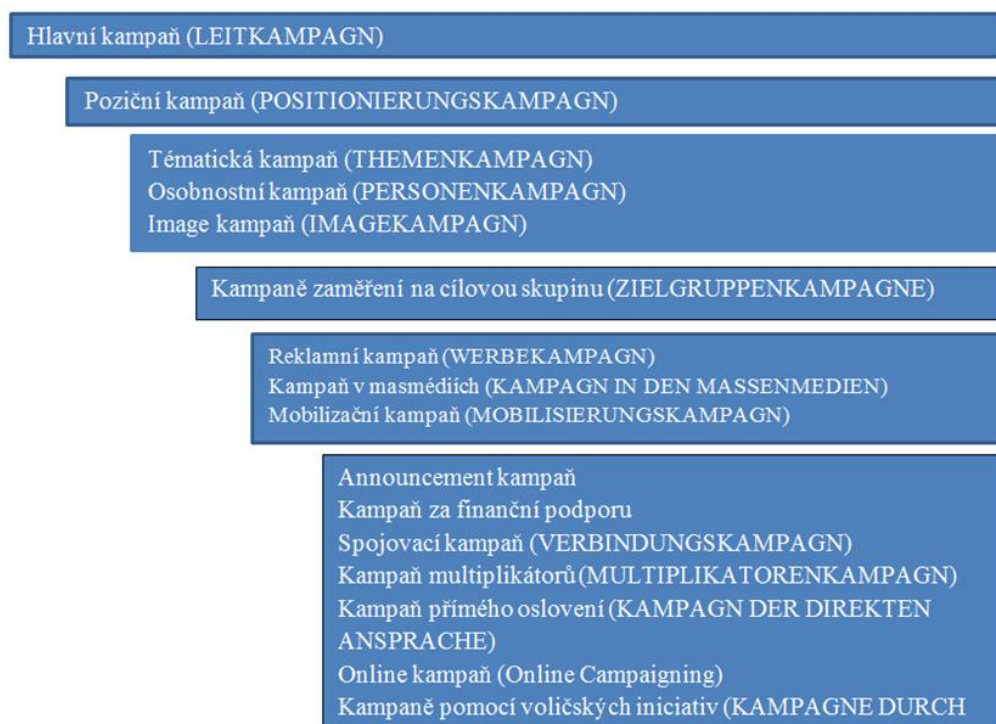 Hlavní kampaň (LEITKAMPAGN)
Poziční kampaň (POSITIONIERUNGSKAMPAGN)
Tématická kampaň (THEMENKAMPAGN)
Osobnostní kampaň (PERSONENKAMPAGN)
Image kampaň (IMAGEKAMPAGN)
Kampaně zaměření na cílovou skupinu (ZIELGRUPPENKAMPAGNE)
Reklamní kampaň (WERBEKAMPAGN)
Kampaň v masmédiích (KAMPAGN IN DEN MASSENMEDIEN)
Mobilizační kampaň (MOBILISIERUNGSKAMPAGN)
Announcement kampaň
Kampaň za finanční podporu
Spojovací kampaň (VERBINDUNGSKAMPAGN)
Kampaň multiplikátorů (MULTIPLIKATORENKAMPAGN)
Kampaň přímého oslovení (KAMPAGN DER DIREKTEN
ANSPRACHE)
Online kampaň (Online Campaigning)
Kampaně pomocí voličských iniciativ (KAMPAGNE DURCH